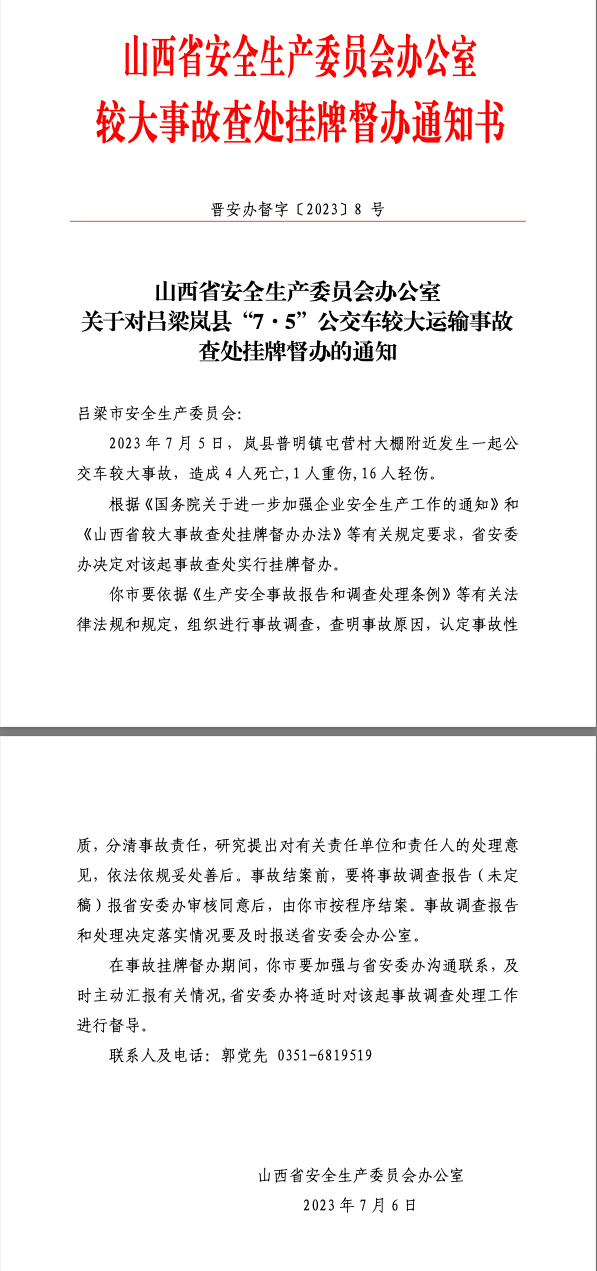 山西省安全生产委员会办公室
较大事故查处挂牌督办通知书
晋安办督字〔2023〕8 号
山西省安全生产委员会办公室
关于对吕梁岚县“7·5”公交车较大运输事故
查处挂牌督办的通知
吕梁市安全生产委员会:
2023 年 7 月 5 日，岚县普明镇屯营村大棚附近发生一起公
交车较大事故，造成 4 人死亡,1 人重伤,16 人轻伤。
根据《国务院关于进一步加强企业安全生产工作的通知》和
《山西省较大事故查处挂牌督办办法》等有关规定要求，省安委
办决定对该起事故查处实行挂牌督办。
你市要依据《生产安全事故报告和调查处理条例》等有关法
律法规和规定，组织进行事故调查，查明事故原因，认定事故性
质，分清事故责任，研究提出对有关责任单位和责任人的处理意
见，依法依规妥处善后。事故结案前，要将事故调查报告（未定
稿）报省安委办审核同意后，由你市按程序结案。事故调查报告
和处理决定落实情况要及时报送省安委会办公室。
在事故挂牌督办期间，你市要加强与省安委办沟通联系，及
时主动汇报有关情况,省安委办将适时对该起事故调查处理工作
进行督导。
联系人及电话：郭党先 0351-6819519
山西省安全生产委员会办公室
2023 年 7 月 6 日